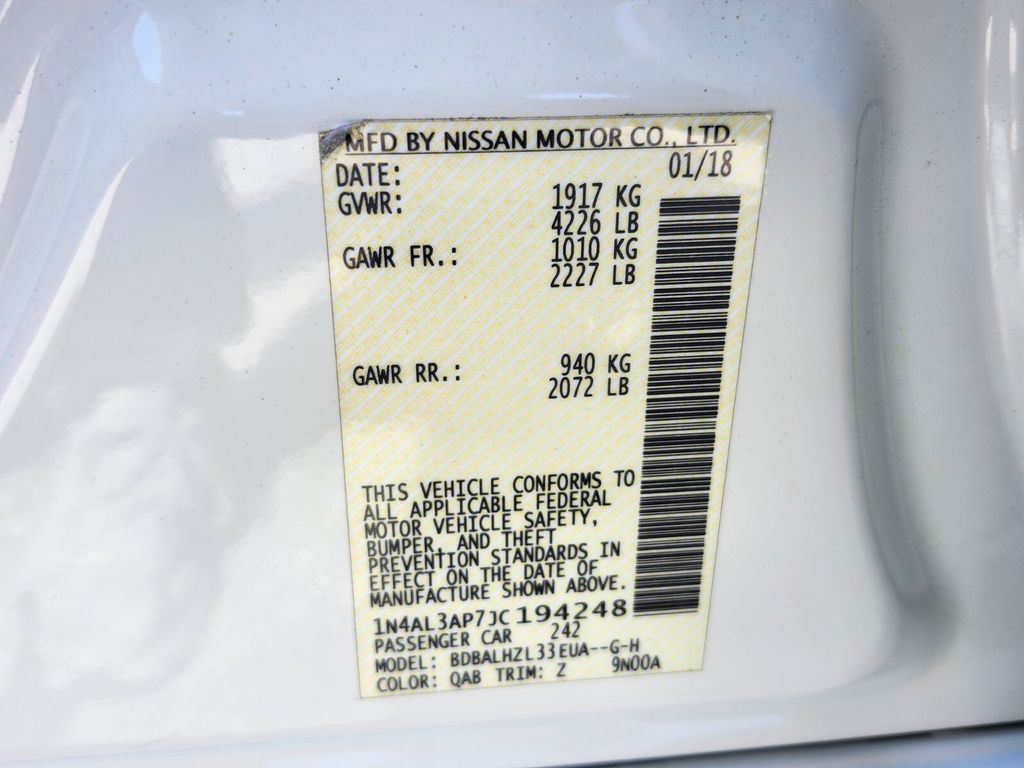 MFD BY NISSAN MOTOR CO., LTD.
DATE: 01/18
GVWR: 1917 KG
4226 LB
GAWR FR.: 1010 KG
2227 LB
GAWR RR.: 940 KG
2072 LB
THIS VEHICLE CONFORMS TO
ALL APPLICABLE FEDERAL
MOTOR VEHICLE SAFETY,
BUMPER, AND THEFT
PREVENTION STANDARDS IN
EFFECT ON THE DATE OF
MANUFACTURE SHOWN ABOVE.
1N4AL3AP7JC194248
PASSENGER CAR 242
MODEL: BDBALHZL33EUA--G-H
COLOR: QAB TRIM: Z 9N00A